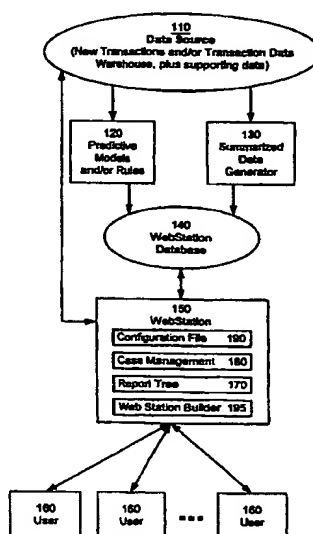 110
Data Source
(New Transactions and/or Transaction Data
Warehouse, plus supporting data)
120
Predictive
Models
and/or Rules
130
Summarized
Data
Generator
140
WebStation
Database
150
WebStation
Configuration File 190
Case Management 180
Report Tree 170
Web Station Builder 195
160
User
160
User
160
User